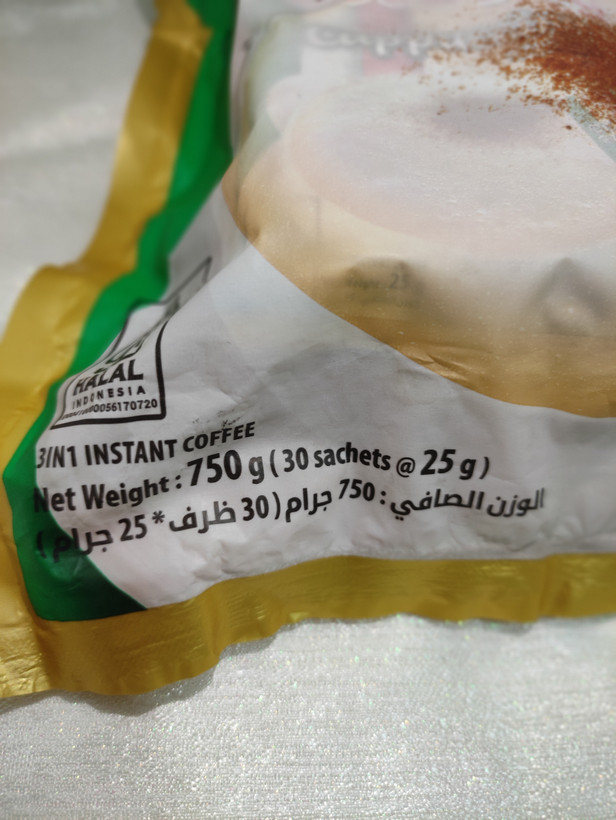 HALAL
INDONESIA
3IN1 INSTANT COFFEE
Net Weight : 750 g ( 30 sachets @ 25 g )
الوزن الصافي : 750 جرام (30 ظرف * 25 جرام )